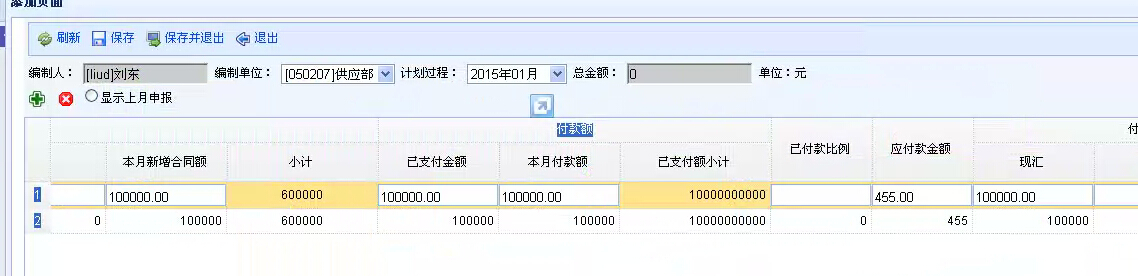 添加页面
刷新 保存 保存并退出 退出
编制人： [liud]刘东 编制单位： [050207]供应部 计划过程： 2015年01月 总金额： 0 单位：元
显示上月申报
付款额 付
本月新增合同额 小计 已支付金额 本月付款额 已支付额小计 已付款比例 应付款金额 现汇
1 100000.00 600000 100000.00 100000.00 10000000000 455.00 100000.00
2 0 100000 600000 100000 100000 10000000000 0 455 100000